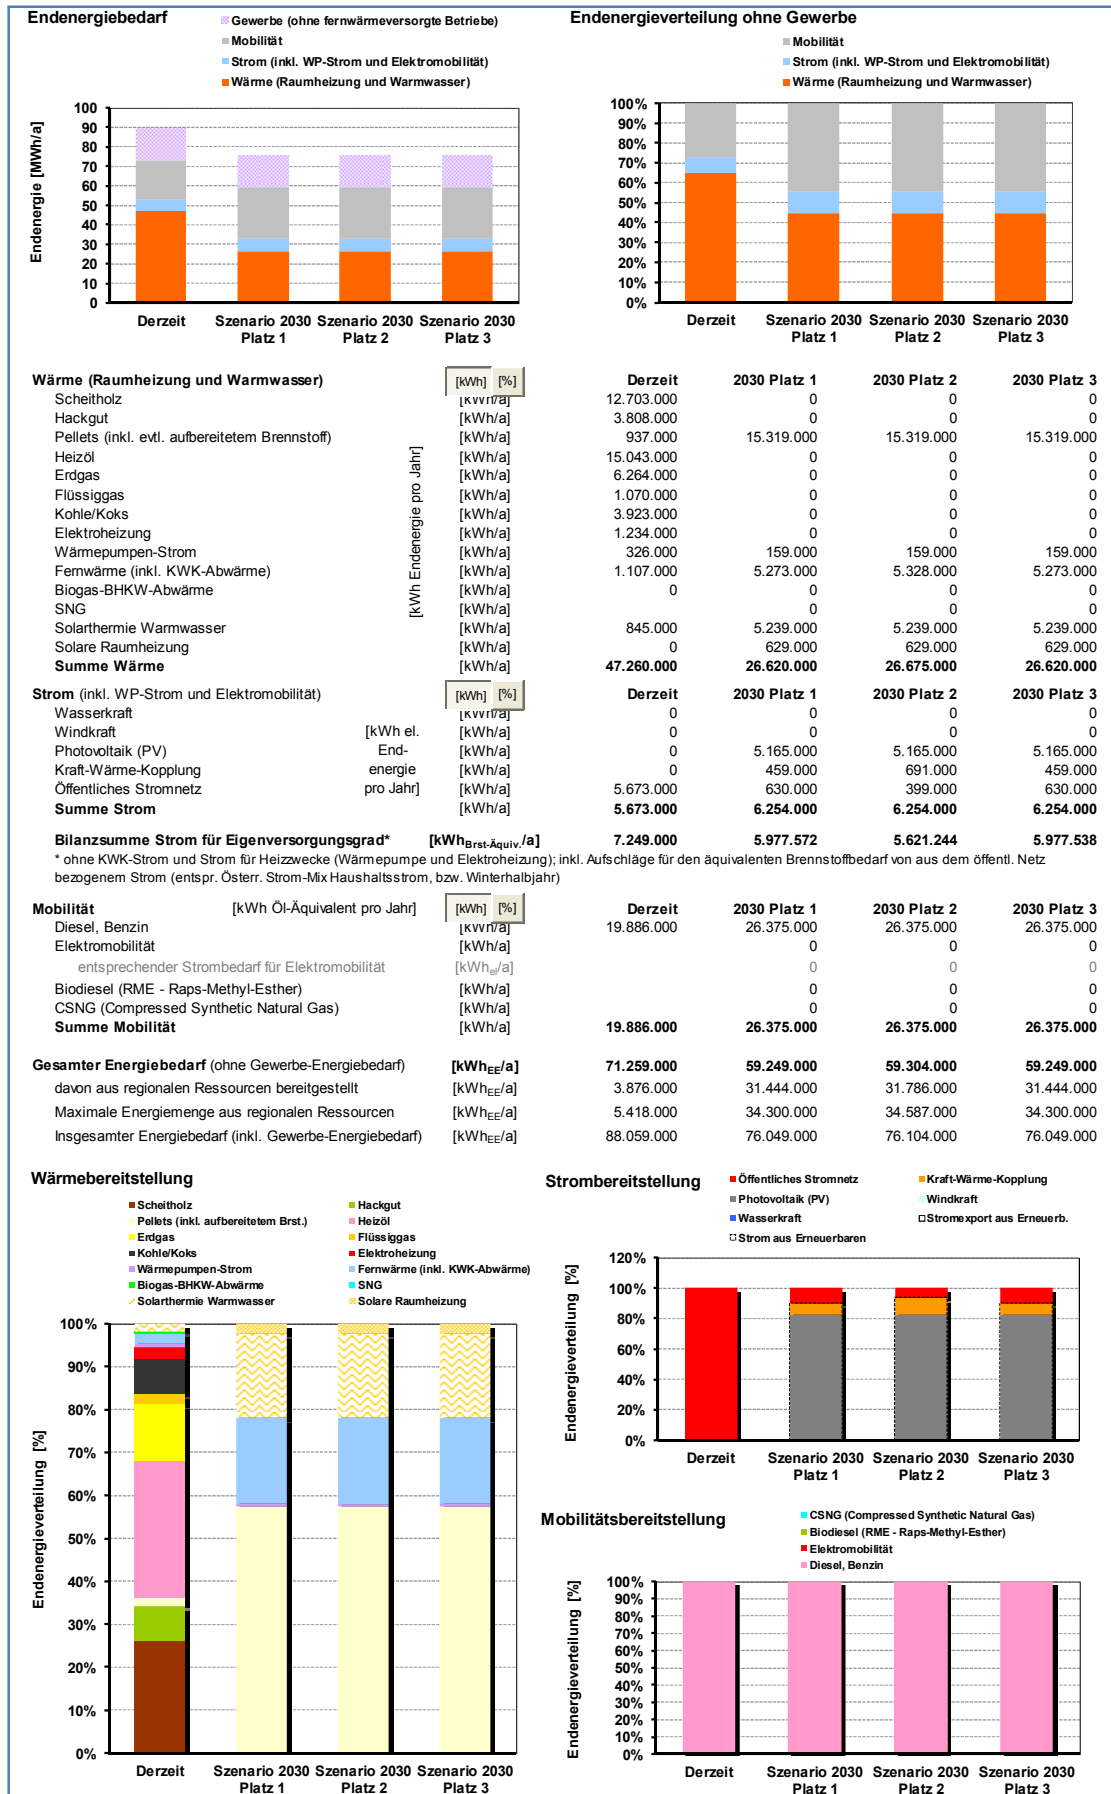 Endenergiebedarf
Gewerbe (ohne fernwärmeversorgte Betriebe)
Mobilität
Strom (inkl. WP-Strom und Elektromobilität)
Wärme (Raumheizung und Warmwasser)
Endenergie [MWh/a]
100
90
80
70
60
50
40
30
20
10
0
Derzeit
Szenario 2030 Platz 1
Szenario 2030 Platz 2
Szenario 2030 Platz 3
Endenergieverteilung ohne Gewerbe
Mobilität
Strom (inkl. WP-Strom und Elektromobilität)
Wärme (Raumheizung und Warmwasser)
100%
90%
80%
70%
60%
50%
40%
30%
20%
10%
0%
Derzeit
Szenario 2030 Platz 1
Szenario 2030 Platz 2
Szenario 2030 Platz 3
Wärme (Raumheizung und Warmwasser) [kWh] [%] Derzeit 2030 Platz 1 2030 Platz 2 2030 Platz 3
[kWh Endenergie pro Jahr]
Scheitholz [kWh/a] 12.703.000 0 0 0
Hackgut [kWh/a] 3.808.000 0 0 0
Pellets (inkl. evtl. aufbereitetem Brennstoff) [kWh/a] 937.000 15.319.000 15.319.000 15.319.000
Heizöl [kWh/a] 15.043.000 0 0 0
Erdgas [kWh/a] 6.264.000 0 0 0
Flüssiggas [kWh/a] 1.070.000 0 0 0
Kohle/Koks [kWh/a] 3.923.000 0 0 0
Elektroheizung [kWh/a] 1.234.000 0 0 0
Wärmepumpen-Strom [kWh/a] 326.000 159.000 159.000 159.000
Fernwärme (inkl. KWK-Abwärme) [kWh/a] 1.107.000 5.273.000 5.328.000 5.273.000
Biogas-BHKW-Abwärme [kWh/a] 0 0 0 0
SNG [kWh/a] 0 0 0
Solarthermie Warmwasser [kWh/a] 845.000 5.239.000 5.239.000 5.239.000
Solare Raumheizung [kWh/a] 0 629.000 629.000 629.000
Summe Wärme [kWh/a] 47.260.000 26.620.000 26.675.000 26.620.000
Strom (inkl. WP-Strom und Elektromobilität) [kWh] [%] Derzeit 2030 Platz 1 2030 Platz 2 2030 Platz 3
Wasserkraft [kWh/a] 0 0 0 0
Windkraft [kWh el. [kWh/a] 0 0 0 0
Photovoltaik (PV) End- [kWh/a] 0 5.165.000 5.165.000 5.165.000
Kraft-Wärme-Kopplung energie [kWh/a] 0 459.000 691.000 459.000
Öffentliches Stromnetz pro Jahr] [kWh/a] 5.673.000 630.000 399.000 630.000
Summe Strom [kWh/a] 5.673.000 6.254.000 6.254.000 6.254.000
Bilanzsumme Strom für Eigenversorgungsgrad* [kWhBrst-Äquiv./a] 7.249.000 5.977.572 5.621.244 5.977.538
* ohne KWK-Strom und Strom für Heizzwecke (Wärmepumpe und Elektroheizung); inkl. Aufschläge für den äquivalenten Brennstoffbedarf von aus dem öffentl. Netz
bezogenem Strom (entspr. Österr. Strom-Mix Haushaltsstrom, bzw. Winterhalbjahr)
Mobilität [kWh Öl-Äquivalent pro Jahr] [kWh] [%] Derzeit 2030 Platz 1 2030 Platz 2 2030 Platz 3
Diesel, Benzin [kWh/a] 19.886.000 26.375.000 26.375.000 26.375.000
Elektromobilität [kWh/a] 0 0 0
entsprechender Strombedarf für Elektromobilität [kWhel/a] 0 0 0
Biodiesel (RME - Raps-Methyl-Esther) [kWh/a] 0 0 0
CSNG (Compressed Synthetic Natural Gas) [kWh/a] 0 0 0
Summe Mobilität [kWh/a] 19.886.000 26.375.000 26.375.000 26.375.000
Gesamter Energiebedarf (ohne Gewerbe-Energiebedarf) [kWhEE/a] 71.259.000 59.249.000 59.304.000 59.249.000
davon aus regionalen Ressourcen bereitgestellt [kWhEE/a] 3.876.000 31.444.000 31.786.000 31.444.000
Maximale Energiemenge aus regionalen Ressourcen [kWhEE/a] 5.418.000 34.300.000 34.587.000 34.300.000
Insgesamter Energiebedarf (inkl. Gewerbe-Energiebedarf) [kWhEE/a] 88.059.000 76.049.000 76.104.000 76.049.000
Wärmebereitstellung
Scheitholz Hackgut
Pellets (inkl. aufbereitetem Brst.) Heizöl
Erdgas Flüssiggas
Kohle/Koks Elektroheizung
Wärmepumpen-Strom Fernwärme (inkl. KWK-Abwärme)
Biogas-BHKW-Abwärme SNG
Solarthermie Warmwasser Solare Raumheizung
Endenergieverteilung [%]
100%
90%
80%
70%
60%
50%
40%
30%
20%
10%
0%
Derzeit
Szenario 2030 Platz 1
Szenario 2030 Platz 2
Szenario 2030 Platz 3
Strombereitstellung
Öffentliches Stromnetz Kraft-Wärme-Kopplung
Photovoltaik (PV) Windkraft
Wasserkraft Stromexport aus Erneuerb.
Strom aus Erneuerbaren
Endenergieverteilung [%]
120%
100%
80%
60%
40%
20%
0%
Derzeit
Szenario 2030 Platz 1
Szenario 2030 Platz 2
Szenario 2030 Platz 3
Mobilitätsbereitstellung
CSNG (Compressed Synthetic Natural Gas)
Biodiesel (RME - Raps-Methyl-Esther)
Elektromobilität
Diesel, Benzin
Endenergieverteilung [%]
100%
90%
80%
70%
60%
50%
40%
30%
20%
10%
0%
Derzeit
Szenario 2030 Platz 1
Szenario 2030 Platz 2
Szenario 2030 Platz 3